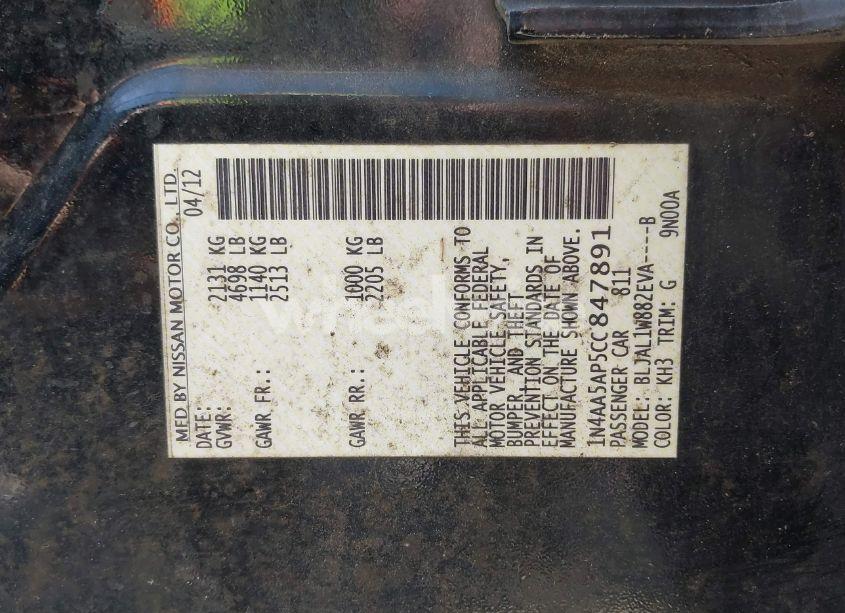 MFD BY NISSAN MOTOR CO., LTD.
DATE: 04/12
GVWR: 2131 KG
4698 LB
GAWR FR.: 1140 KG
2513 LB
GAWR RR.: 1000 KG
2205 LB
THIS VEHICLE CONFORMS TO
ALL APPLICABLE FEDERAL
MOTOR VEHICLE SAFETY,
BUMPER AND THEFT
PREVENTION STANDARDS IN
EFFECT ON THE DATE OF
MANUFACTURE SHOWN ABOVE.
1N4AA5AP5CC847891
PASSENGER CAR 811
MODEL: BLJAL1W882EVA----B
COLOR: KH3 TRIM: G 9N00A